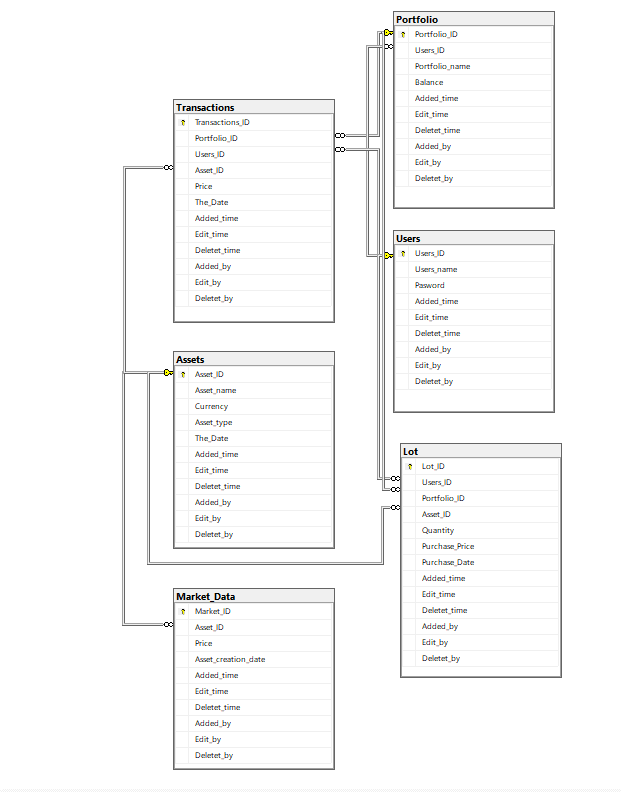 Portfolio
Portfolio_ID
Users_ID
Portfolio_name
Balance
Added_time
Edit_time
Deletet_time
Added_by
Edit_by
Deletet_by
Transactions
Transactions_ID
Portfolio_ID
Users_ID
Asset_ID
Price
The_Date
Added_time
Edit_time
Deletet_time
Added_by
Edit_by
Deletet_by
Users
Users_ID
Users_name
Pasword
Added_time
Edit_time
Deletet_time
Added_by
Edit_by
Deletet_by
Assets
Asset_ID
Asset_name
Currency
Asset_type
The_Date
Added_time
Edit_time
Deletet_time
Added_by
Edit_by
Deletet_by
Lot
Lot_ID
Users_ID
Portfolio_ID
Asset_ID
Quantity
Purchase_Price
Purchase_Date
Added_time
Edit_time
Deletet_time
Added_by
Edit_by
Deletet_by
Market_Data
Market_ID
Asset_ID
Price
Asset_creation_date
Added_time
Edit_time
Deletet_time
Added_by
Edit_by
Deletet_by